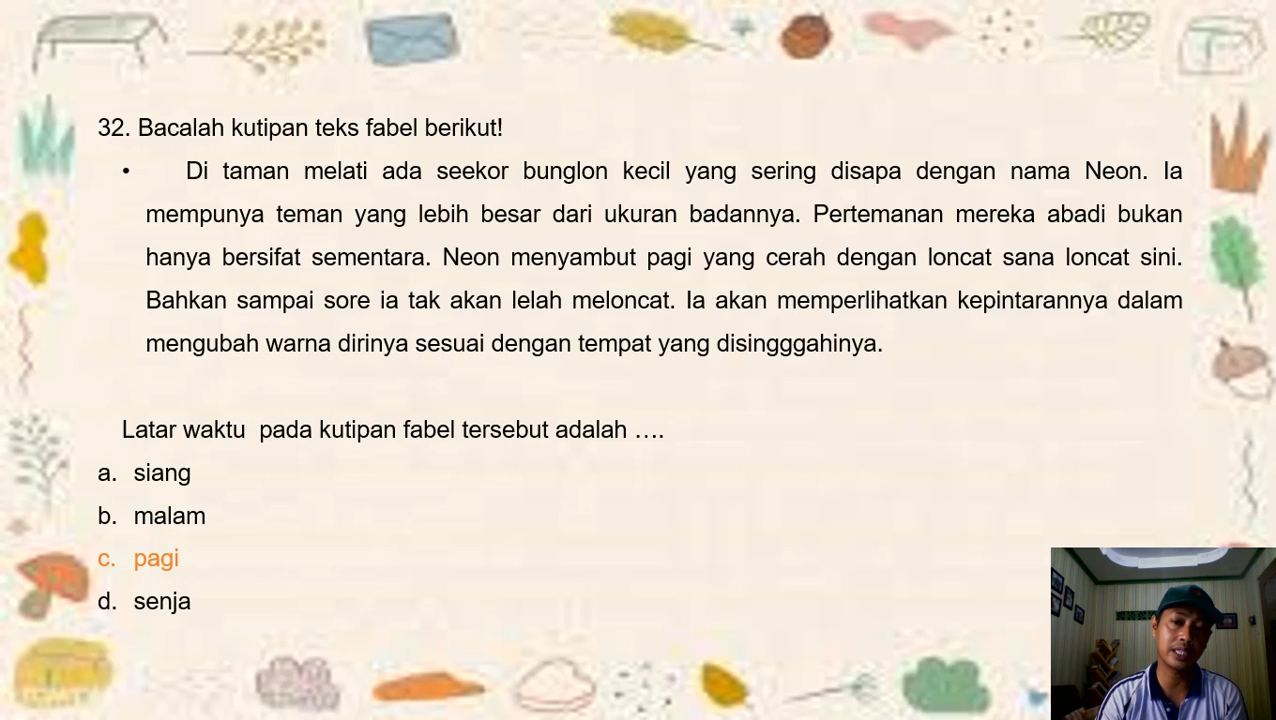 32. Bacalah kutipan teks fabel berikut!
• Di taman melati ada seekor bunglon kecil yang sering disapa dengan nama Neon. Ia
mempunya teman yang lebih besar dari ukuran badannya. Pertemanan mereka abadi bukan
hanya bersifat sementara. Neon menyambut pagi yang cerah dengan loncat sana loncat sini.
Bahkan sampai sore ia tak akan lelah meloncat. Ia akan memperlihatkan kepintarannya dalam
mengubah warna dirinya sesuai dengan tempat yang disingggahinya.
Latar waktu pada kutipan fabel tersebut adalah ….
a. siang
b. malam
c. pagi
d. senja